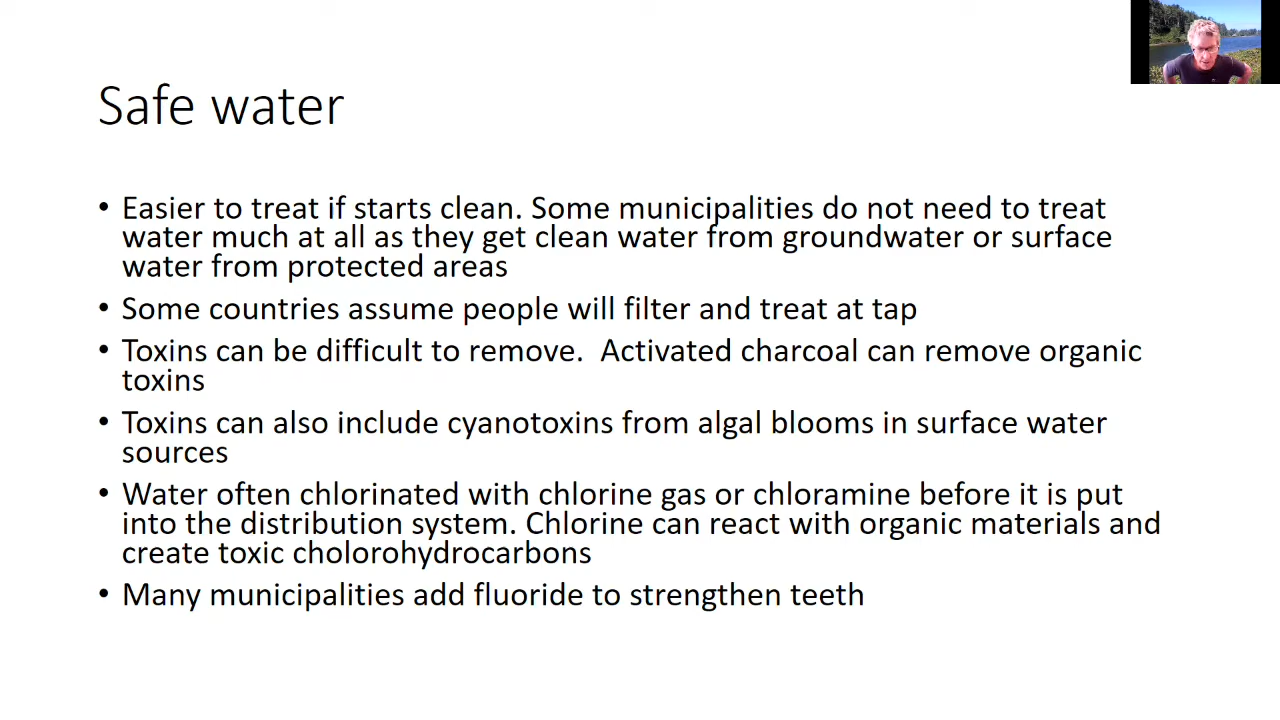 Safe water
• Easier to treat if starts clean. Some municipalities do not need to treat
water much at all as they get clean water from groundwater or surface
water from protected areas
• Some countries assume people will filter and treat at tap
• Toxins can be difficult to remove.  Activated charcoal can remove organic
toxins
• Toxins can also include cyanotoxins from algal blooms in surface water
sources
• Water often chlorinated with chlorine gas or chloramine before it is put
into the distribution system. Chlorine can react with organic materials and
create toxic cholorohydrocarbons
• Many municipalities add fluoride to strengthen teeth